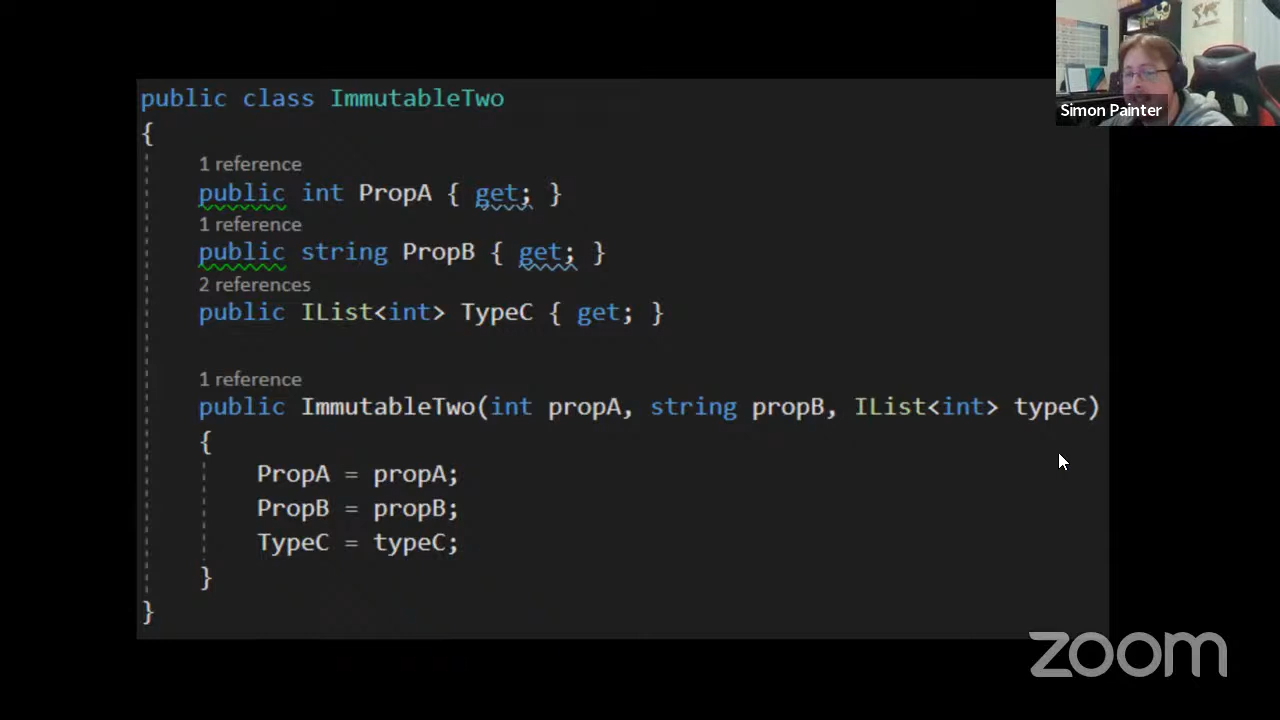 public class ImmutableTwo
{
1 reference
public int PropA { get; }
1 reference
public string PropB { get; }
2 references
public IList<int> TypeC { get; }
1 reference
public ImmutableTwo(int propA, string propB, IList<int> typeC)
{
PropA = propA;
PropB = propB;
TypeC = typeC;
}
}
Simon Painter
zoom